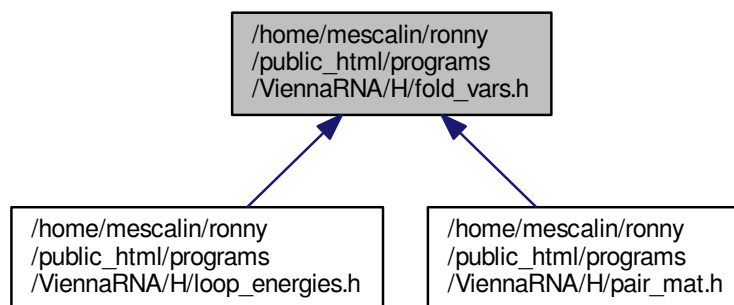 /home/mescalin/ronny
/public_html/programs
/ViennaRNA/H/fold_vars.h
/home/mescalin/ronny
/public_html/programs
/ViennaRNA/H/loop_energies.h
/home/mescalin/ronny
/public_html/programs
/ViennaRNA/H/pair_mat.h